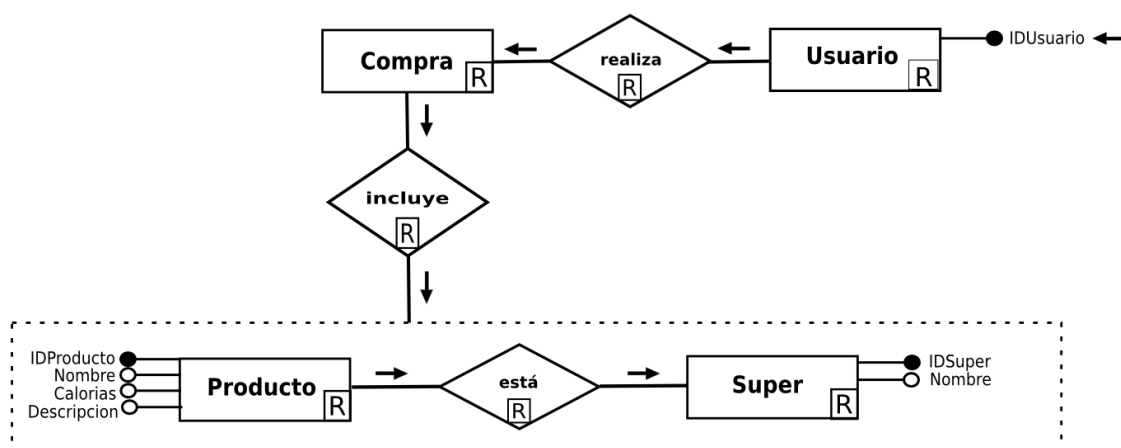 Compra
R
realiza
R
Usuario
R
IDUsuario
incluye
R
IDProducto
Nombre
Calorias
Descripcion
Producto
R
está
R
Super
R
IDSuper
Nombre